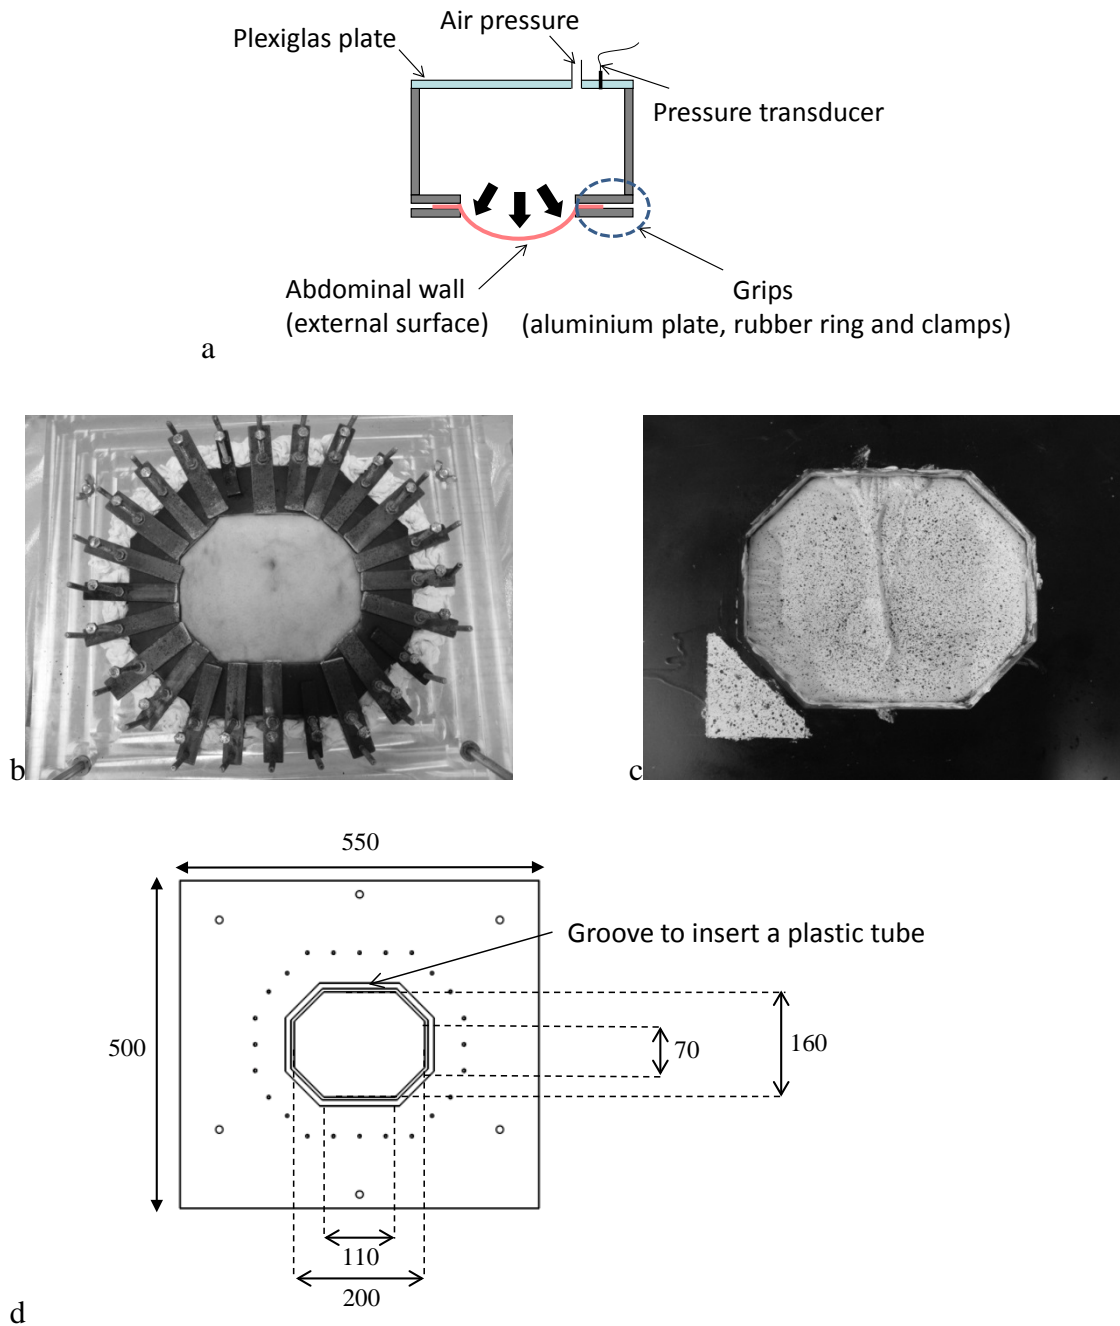 Air pressure
Plexiglas plate
Pressure transducer
Abdominal wall
(external surface)
Grips
(aluminium plate, rubber ring and clamps)
a
b
c
550
Groove to insert a plastic tube
500
70
160
110
200
d